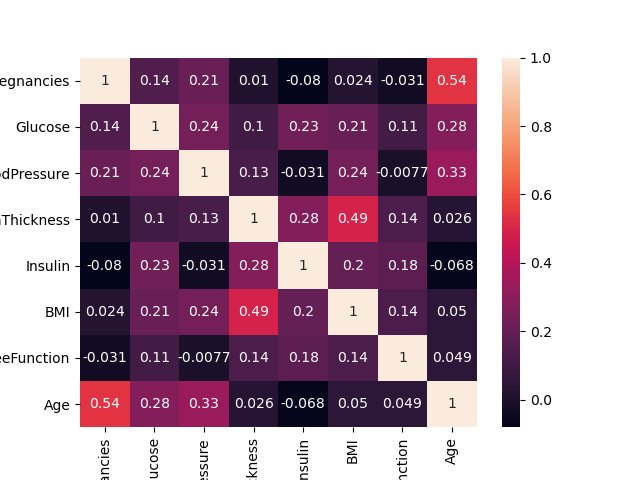 egnancies 1 0.14 0.21 0.01 -0.08 0.024 -0.031 0.54 1.0
Glucose 0.14 1 0.24 0.1 0.23 0.21 0.11 0.28 0.8
dPressure 0.21 0.24 1 0.13 -0.031 0.24 -0.0077 0.33 0.6
nThickness 0.01 0.1 0.13 1 0.28 0.49 0.14 0.026 0.4
Insulin -0.08 0.23 -0.031 0.28 1 0.2 0.18 -0.068
BMI 0.024 0.21 0.24 0.49 0.2 1 0.14 0.05 0.2
eeFunction -0.031 0.11 -0.0077 0.14 0.18 0.14 1 0.049
Age 0.54 0.28 0.33 0.026 -0.068 0.05 0.049 1 0.0
ancies ucose essure kness nsulin BMI nction Age